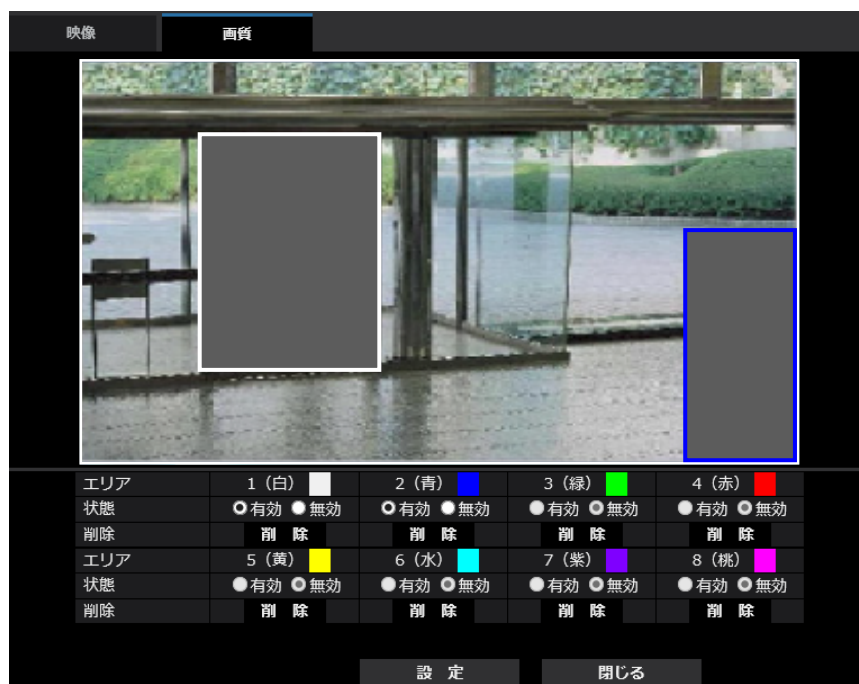 映像 画質
エリア 1（白） 2（青） 3（緑） 4（赤）
状態 有効 無効 有効 無効 有効 無効 有効 無効
削除 削 除 削 除 削 除 削 除
エリア 5（黄） 6（水） 7（紫） 8（桃）
状態 有効 無効 有効 無効 有効 無効 有効 無効
削除 削 除 削 除 削 除 削 除
設 定 閉じる